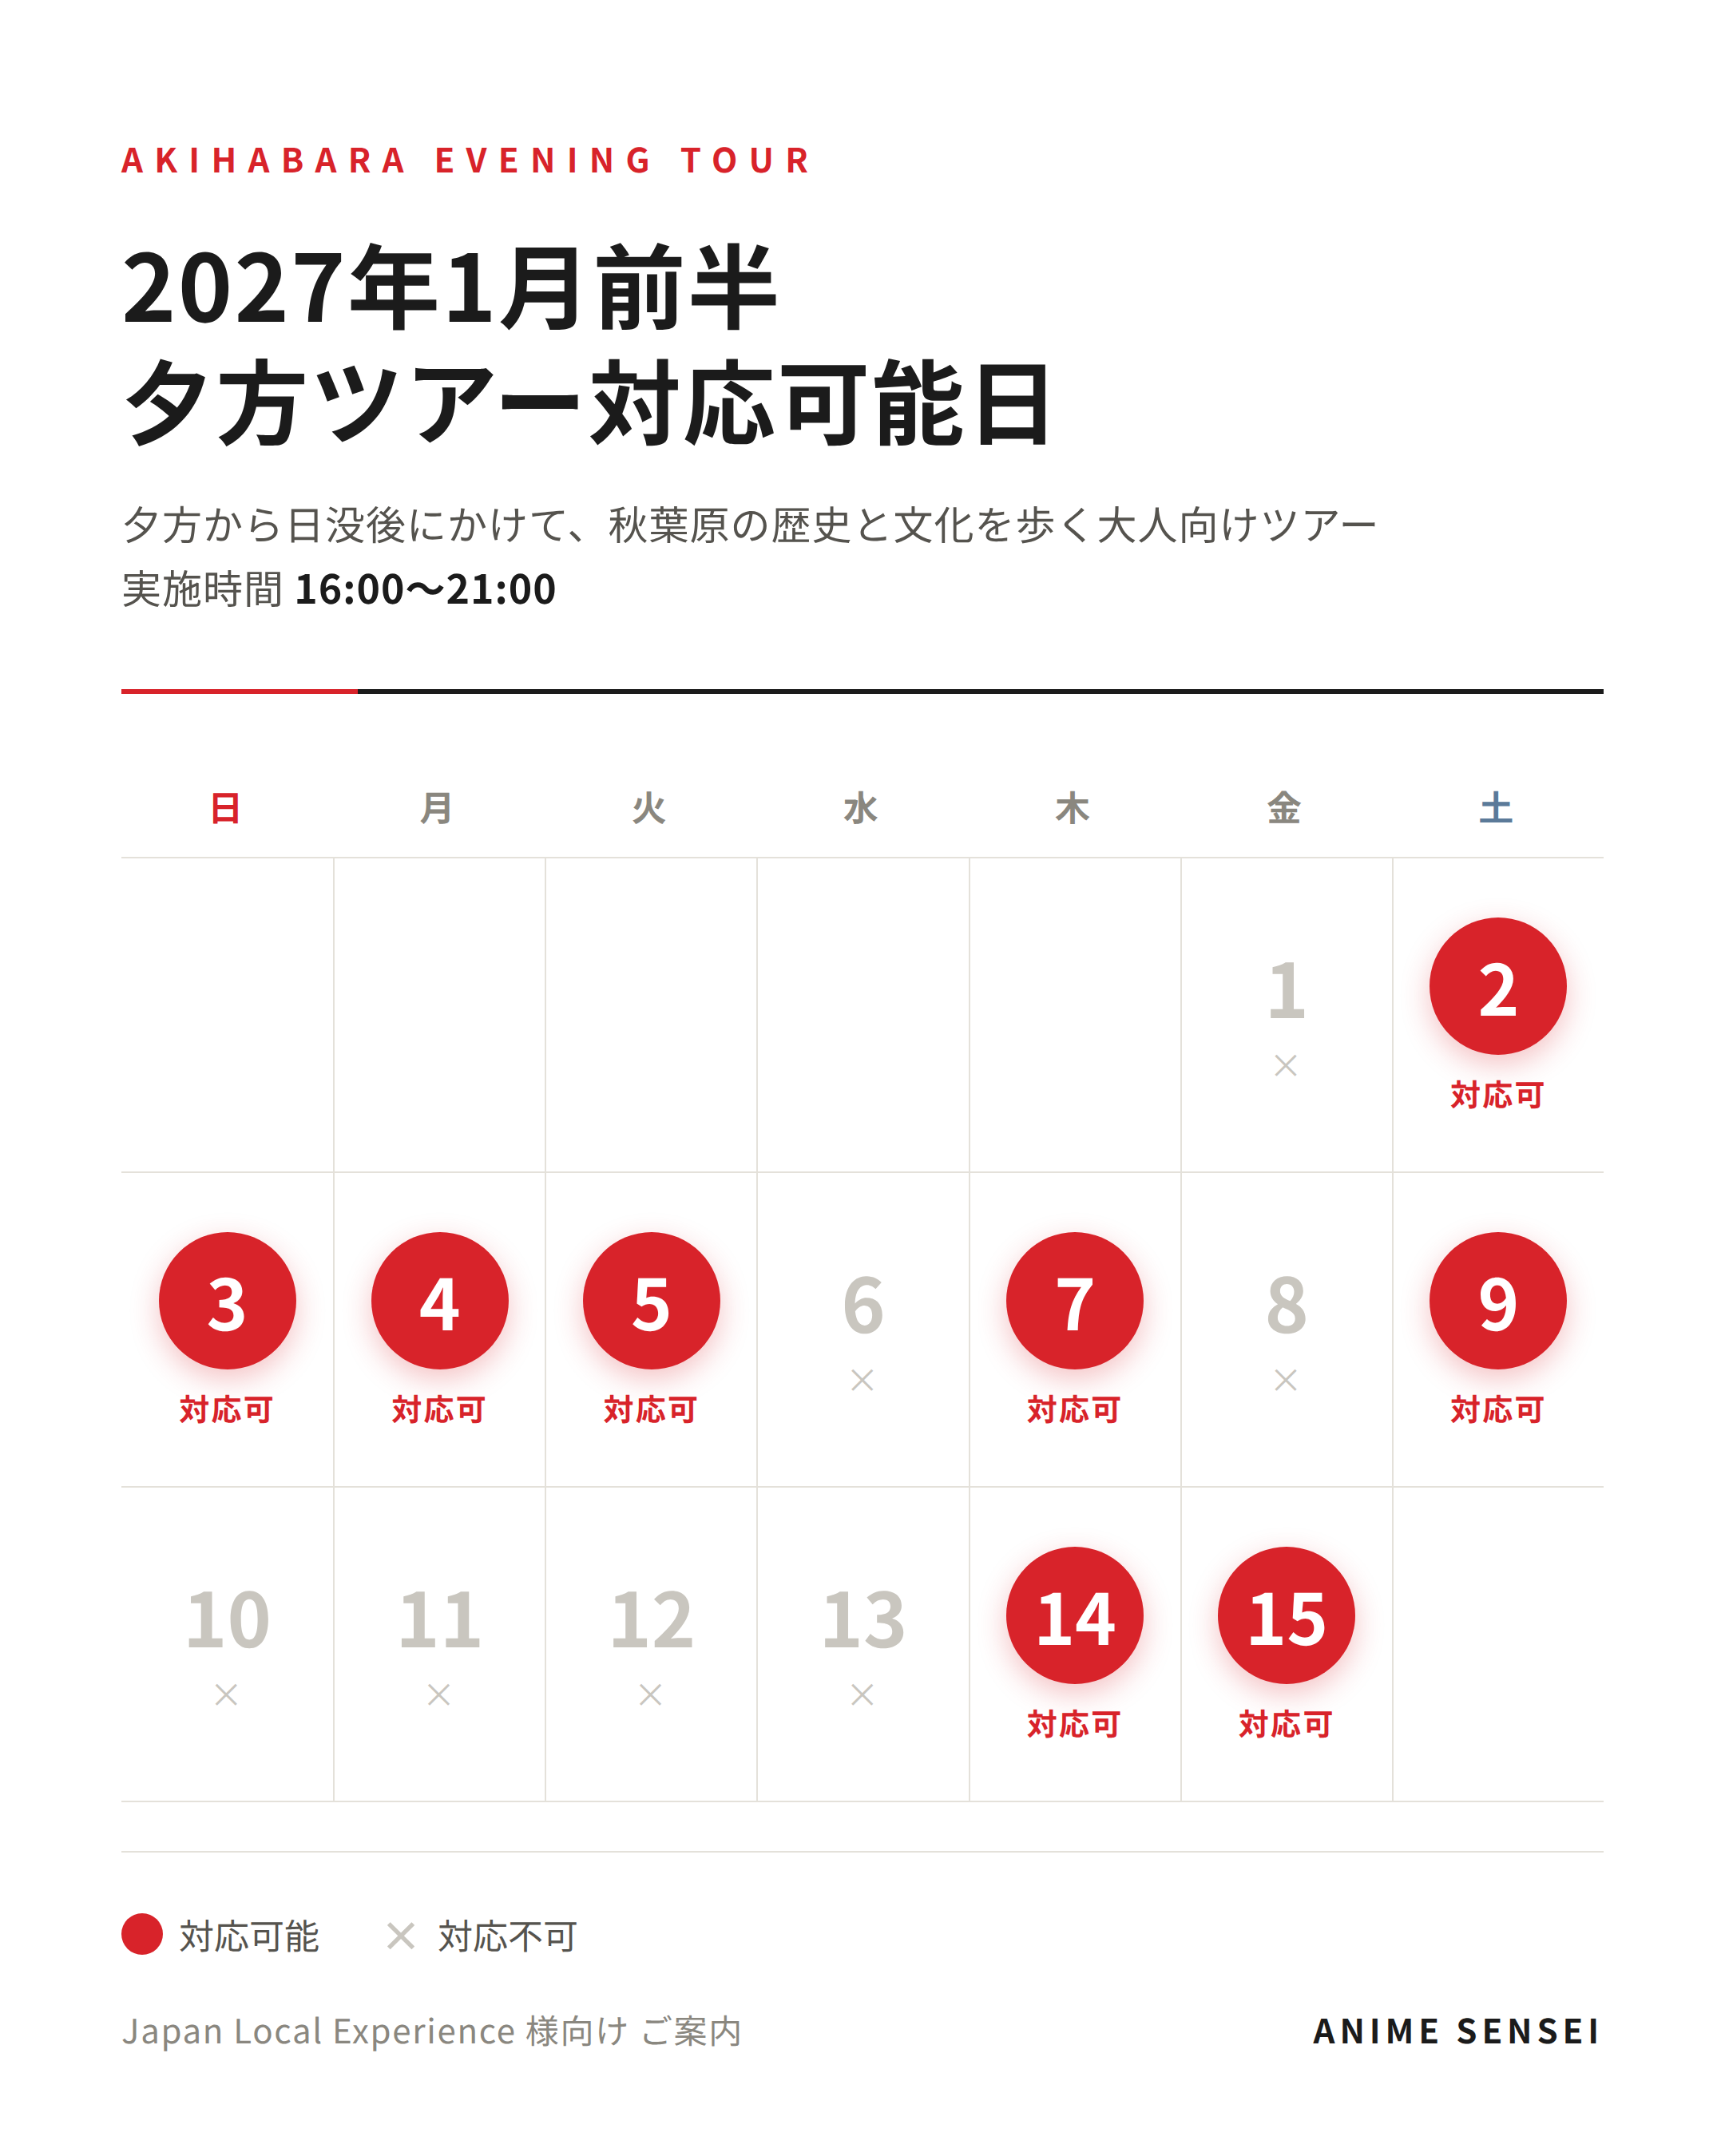 AKIHABARA EVENING TOUR
2027年1月前半
夕方ツアー対応可能日
夕方から日没後にかけて、秋葉原の歴史と文化を歩く大人向けツアー
実施時間 16:00〜21:00
日 月 火 水 木 金 土
1 2
× 対応可
3 4 5 6 7 8 9
対応可 対応可 対応可 × 対応可 × 対応可
10 11 12 13 14 15
× × × × 対応可 対応可
対応可能 × 対応不可
Japan Local Experience 様向け ご案内
ANIME SENSEI